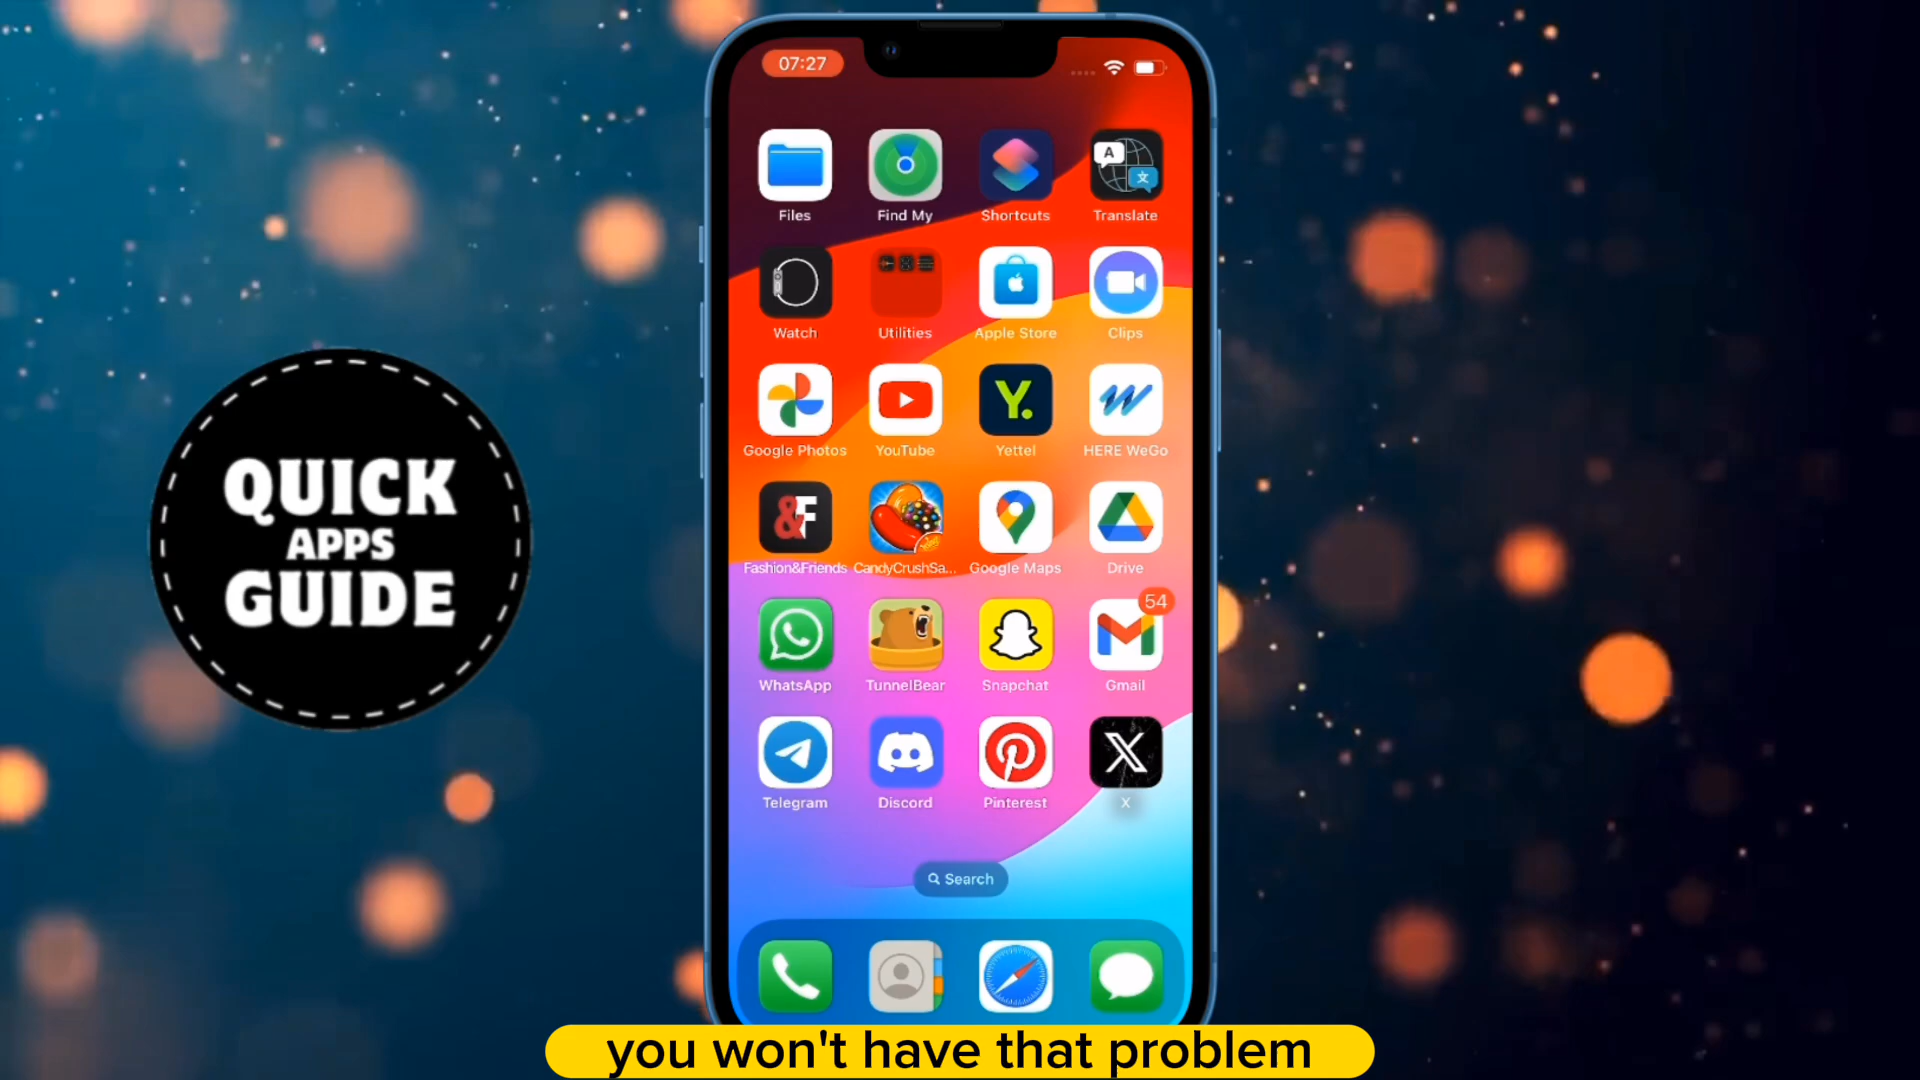 QUICK
APPS
GUIDE
07:27
Files
Find My
Shortcuts
Translate
A
文
Watch
Utilities
Apple Store
Clips
Y.
Google Photos
YouTube
Yettel
HERE WeGo
&F
Fashion&Friends
CandyCrushSa...
Google Maps
Drive
54
WhatsApp
TunnelBear
Snapchat
Gmail
Telegram
Discord
Pinterest
X
Search
you won't have that problem